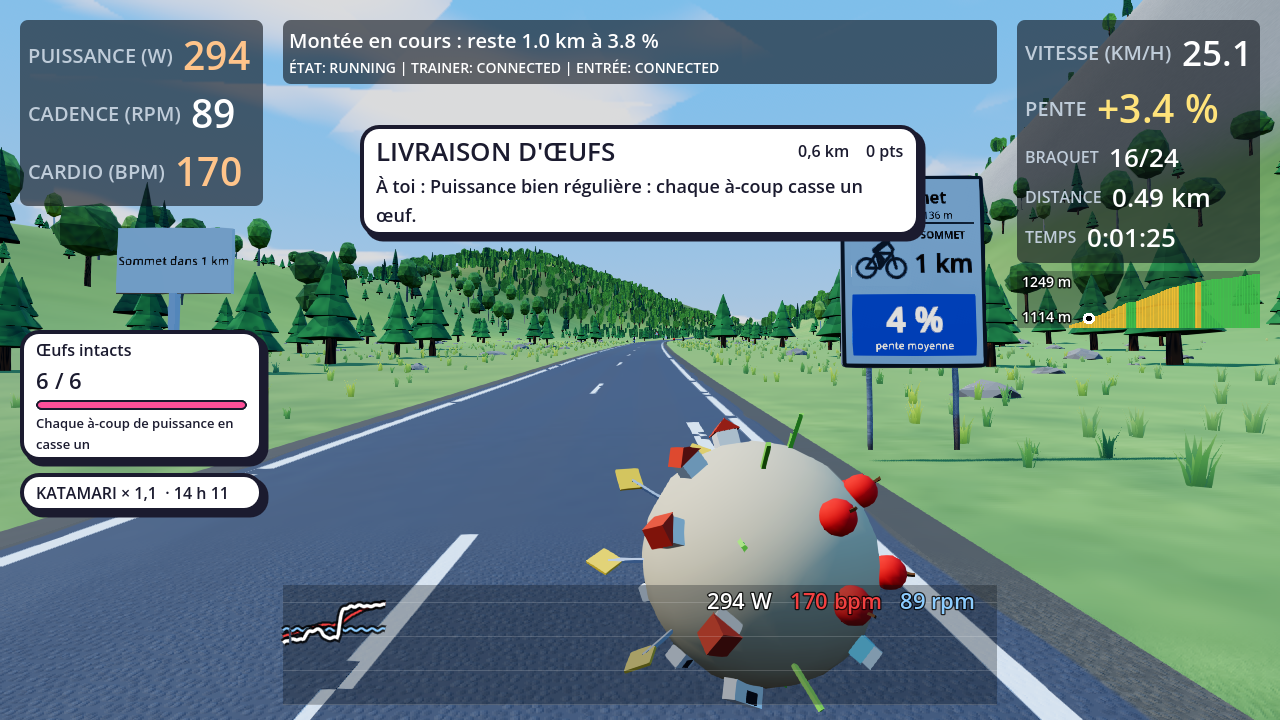 PUISSANCE (W) 294
CADENCE (RPM) 89
CARDIO (BPM) 170
Montée en cours : reste 1.0 km à 3.8 %
ÉTAT: RUNNING | TRAINER: CONNECTED | ENTRÉE: CONNECTED
VITESSE (KM/H) 25.1
PENTE +3.4 %
BRAQUET 16/24
DISTANCE 0.49 km
TEMPS 0:01:25
1249 m
1114 m
LIVRAISON D'ŒUFS 0,6 km 0 pts
À toi : Puissance bien régulière : chaque à-coup casse un
œuf.
SOMMET
1 km
4 %
pente moyenne
Sommet dans 1 km
Œufs intacts
6 / 6
Chaque à-coup de puissance en
casse un
KATAMARI × 1,1 · 14 h 11
294 W 170 bpm 89 rpm